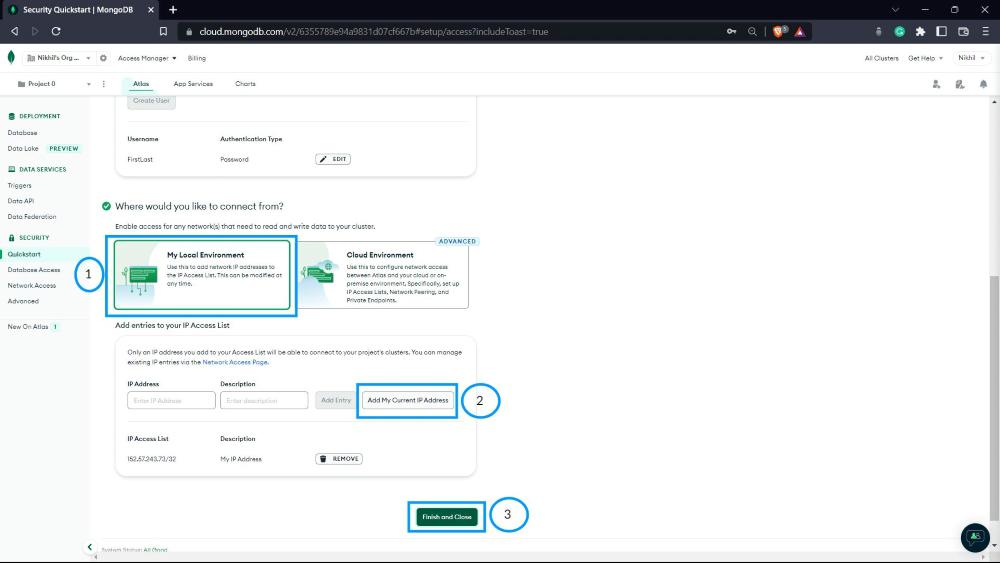 Security Quickstart | MongoDB
cloud.mongodb.com/v2/6355789e94a9831d07cf667b#setup/access?includeToast=true
Nikhil's Org ...
Access Manager
Billing
All Clusters
Get Help
Nikhil
Project 0
Atlas
App Services
Charts
DEPLOYMENT
Database
Data Lake PREVIEW
DATA SERVICES
Triggers
Data API
Data Federation
SECURITY
Quickstart
Database Access
Network Access
Advanced
New On Atlas 1
Create User
Username Authentication Type
FirstLast Password EDIT
Where would you like to connect from?
Enable access for any network(s) that need to read and write data to your cluster.
1
My Local Environment
Use this to add network IP addresses to
the IP Access List. This can be modified at
any time.
ADVANCED
Cloud Environment
Use this to configure network access
between Atlas and your cloud or on-
premise environment. Specifically, set up
IP Access Lists, Network Peering, and
Private Endpoints.
Add entries to your IP Access List
Only an IP address you add to your Access List will be able to connect to your project's clusters. You can manage
existing IP entries via the Network Access Page.
IP Address Description
Enter IP Address Enter description Add Entry Add My Current IP Address 2
IP Access List Description
152.57.243.73/32 My IP Address REMOVE
Finish and Close 3
System Status: All Good